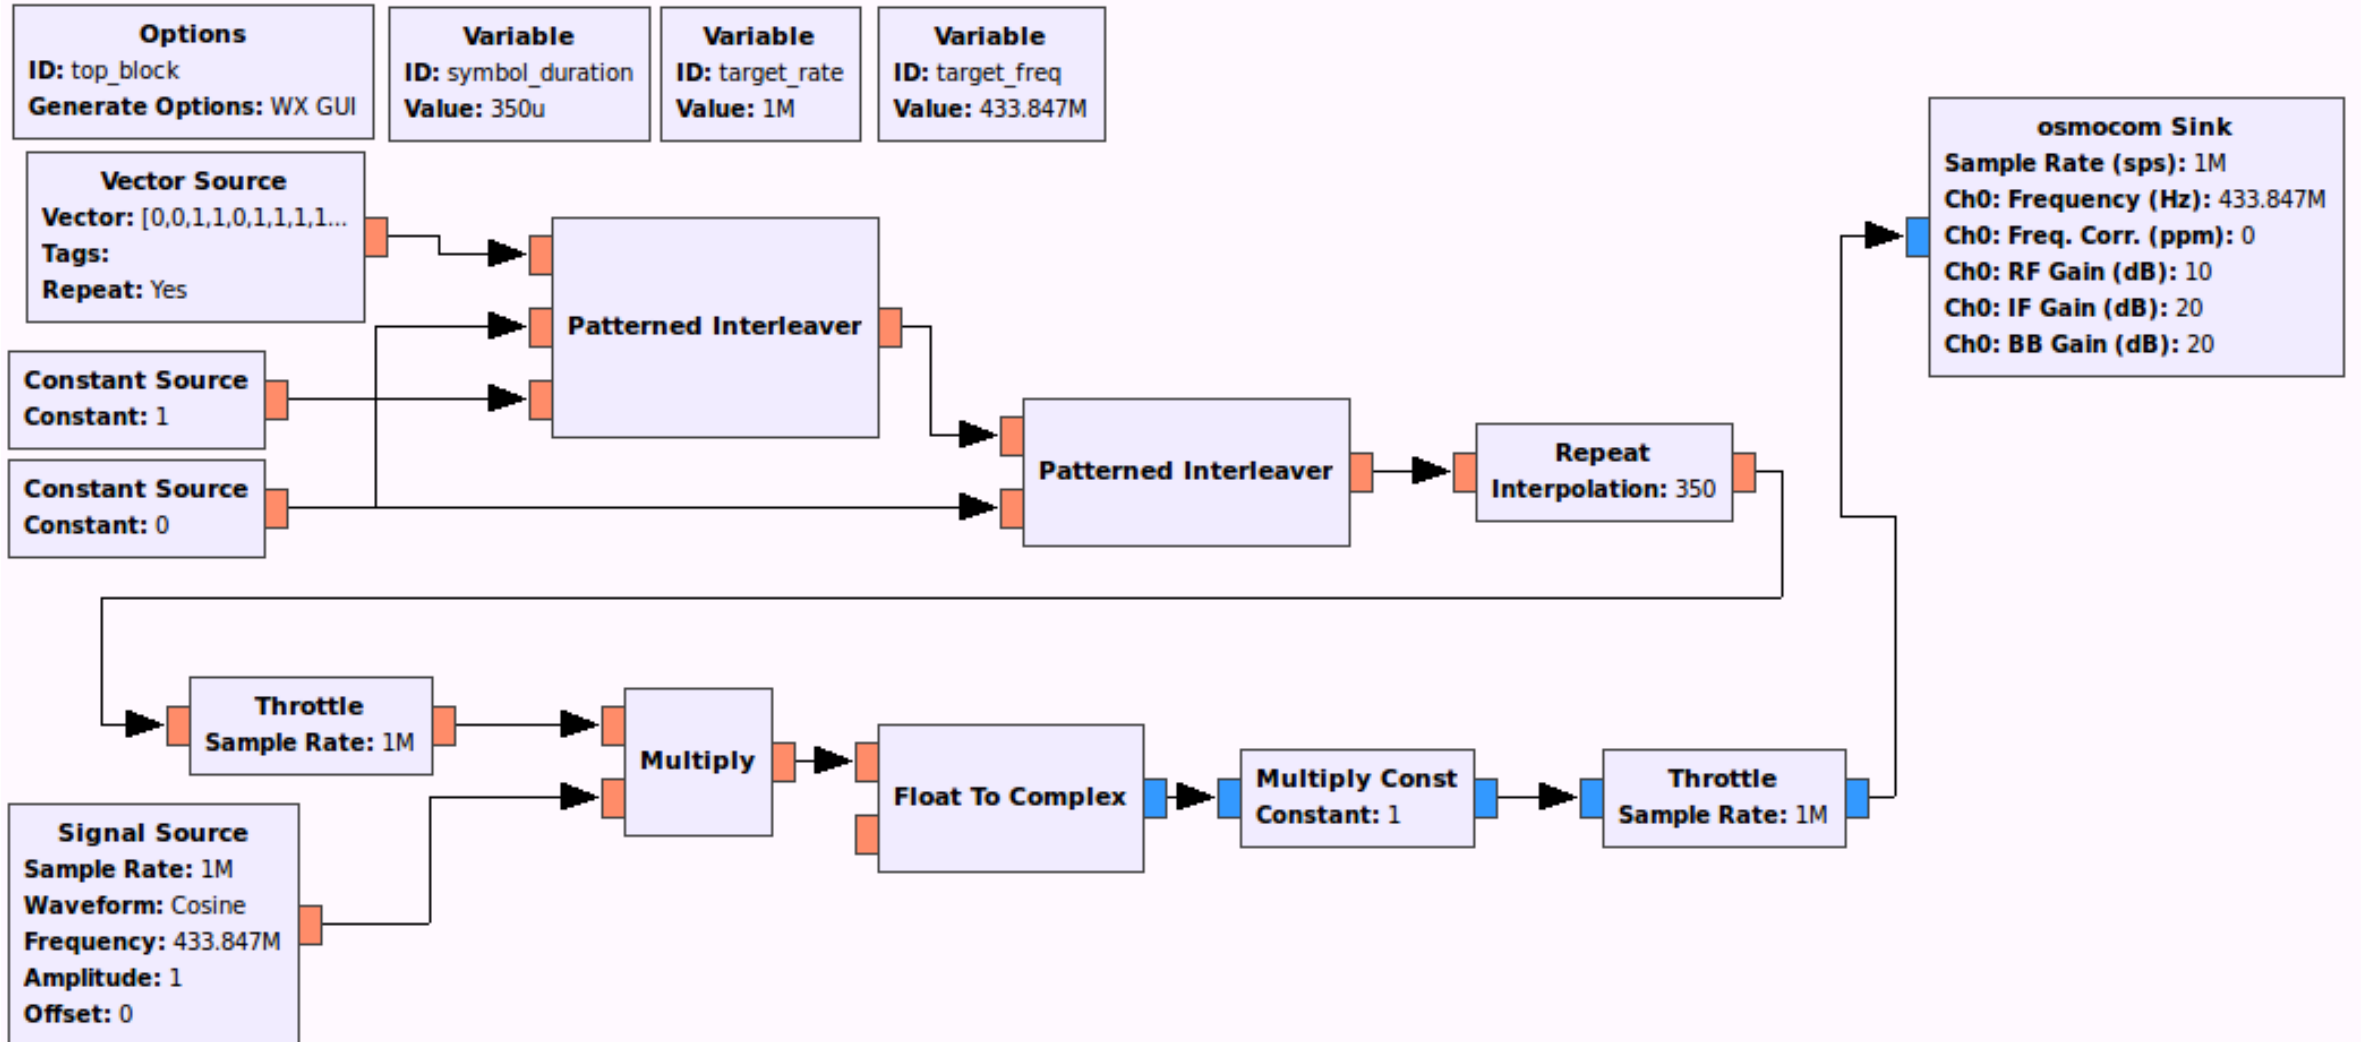 Options
ID: top_block
Generate Options: WX GUI
Variable
ID: symbol_duration
Value: 350u
Variable
ID: target_rate
Value: 1M
Variable
ID: target_freq
Value: 433.847M
osmocom Sink
Sample Rate (sps): 1M
Ch0: Frequency (Hz): 433.847M
Ch0: Freq. Corr. (ppm): 0
Ch0: RF Gain (dB): 10
Ch0: IF Gain (dB): 20
Ch0: BB Gain (dB): 20
Vector Source
Vector: [0,0,1,1,0,1,1,1,1...
Tags:
Repeat: Yes
Patterned Interleaver
Constant Source
Constant: 1
Constant Source
Constant: 0
Patterned Interleaver
Repeat
Interpolation: 350
Throttle
Sample Rate: 1M
Multiply
Float To Complex
Multiply Const
Constant: 1
Throttle
Sample Rate: 1M
Signal Source
Sample Rate: 1M
Waveform: Cosine
Frequency: 433.847M
Amplitude: 1
Offset: 0